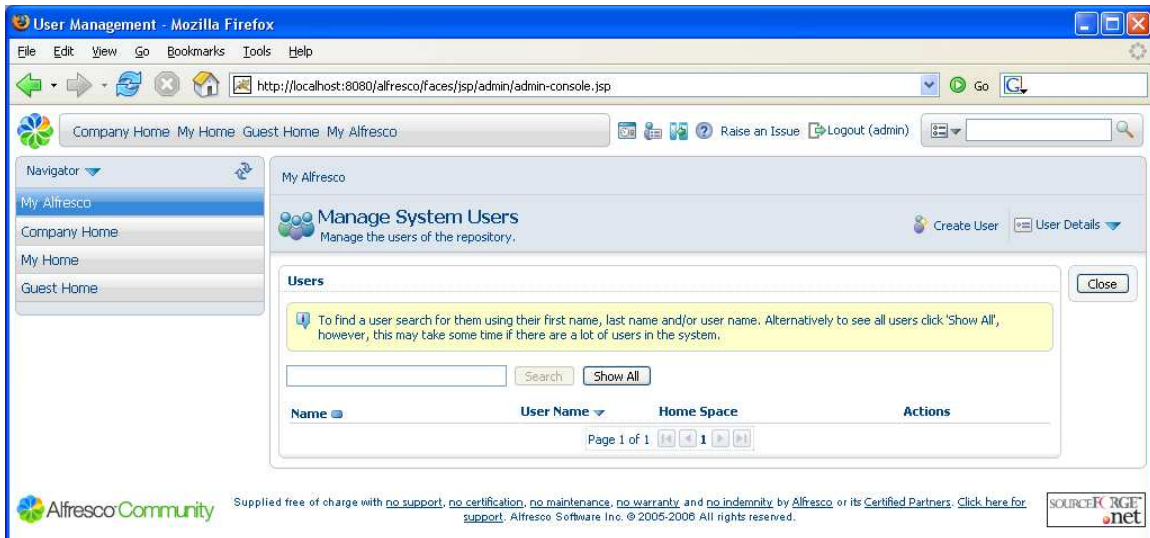 User Management - Mozilla Firefox
File Edit View Go Bookmarks Tools Help
http://localhost:8080/alfresco/faces/jsp/admin/admin-console.jsp
Go
G
Company Home My Home Guest Home My Alfresco
Raise an Issue Logout (admin)
Navigator
My Alfresco
Company Home
My Home
Guest Home
My Alfresco
Manage System Users
Manage the users of the repository.
Create User
User Details
Close
Users
To find a user search for them using their first name, last name and/or user name. Alternatively to see all users click 'Show All',
however, this may take some time if there are a lot of users in the system.
Search Show All
Name User Name Home Space Actions
Page 1 of 1 1
Alfresco Community
Supplied free of charge with no support, no certification, no maintenance, no warranty and no indemnity by Alfresco or its Certified Partners. Click here for
support. Alfresco Software Inc. © 2005-2006 All rights reserved.
SOURCEFORGE
.net